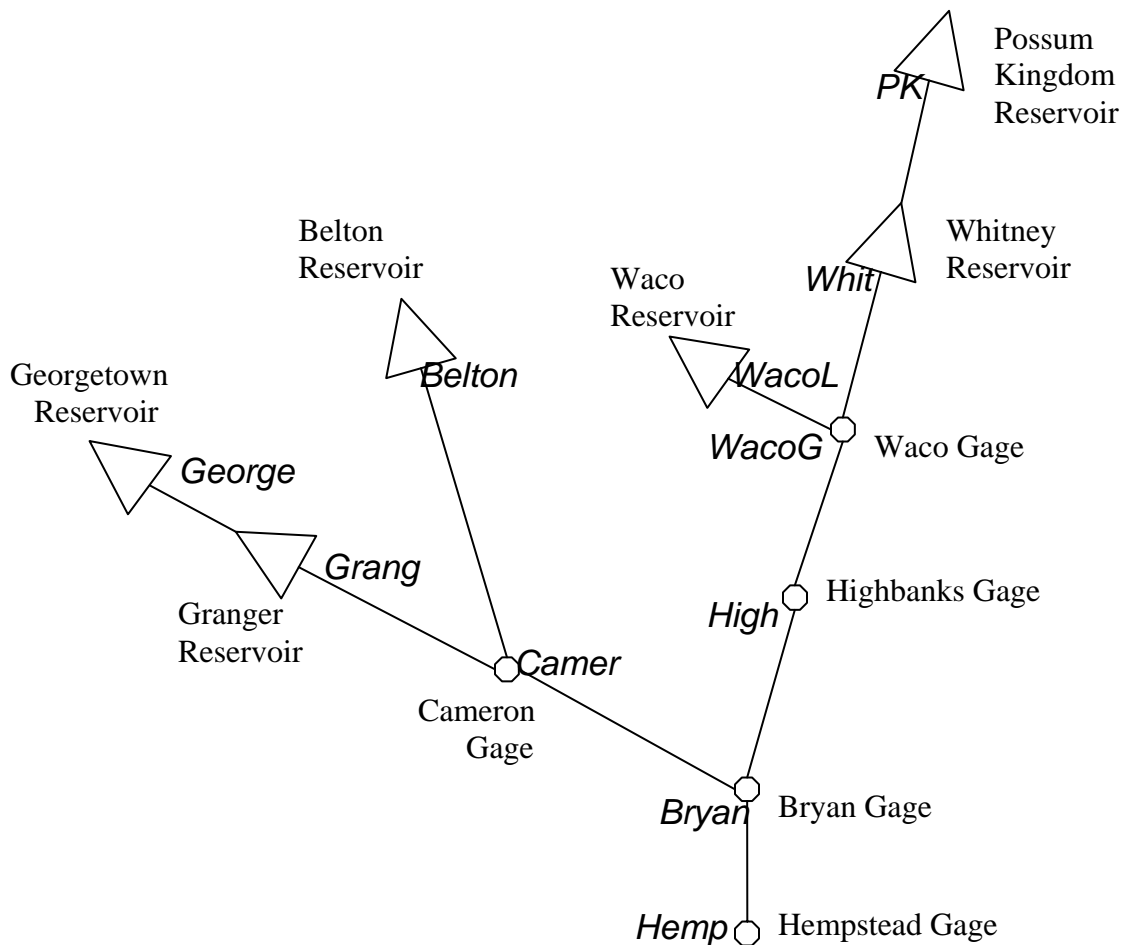 Possum
Kingdom
Reservoir
PK
Belton
Reservoir
Whitney
Reservoir
Whit
Waco
Reservoir
Georgetown
Reservoir
Belton
WacoL
WacoG
Waco Gage
George
Grang
Granger
Reservoir
High
Highbanks Gage
Camer
Cameron
Gage
Bryan
Bryan Gage
Hemp
Hempstead Gage